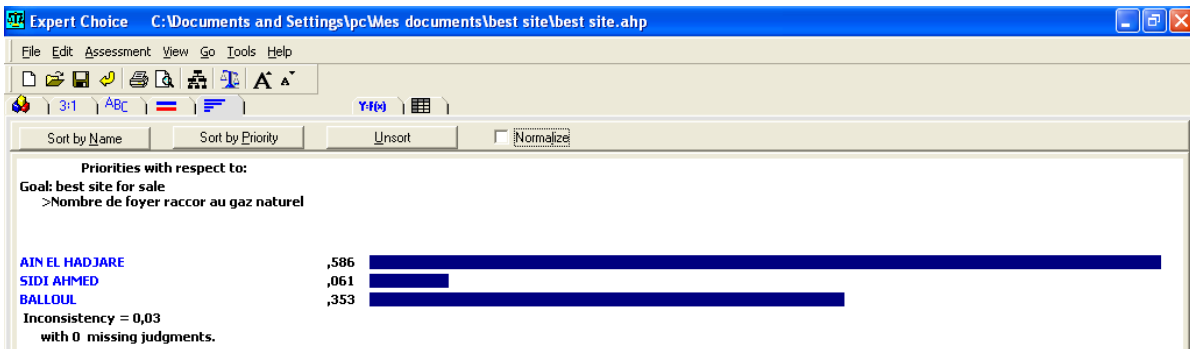 Expert Choice C:\Documents and Settings\pc\Mes documents\best site\best site.ahp
File Edit Assessment View Go Tools Help
3:1 ABC Y=F(x)
Sort by Name Sort by Priority Unsort Normalize
Priorities with respect to:
Goal: best site for sale
>Nombre de foyer raccor au gaz naturel
AIN EL HADJARE ,586
SIDI AHMED ,061
BALLOUL ,353
Inconsistency = 0,03
with 0 missing judgments.